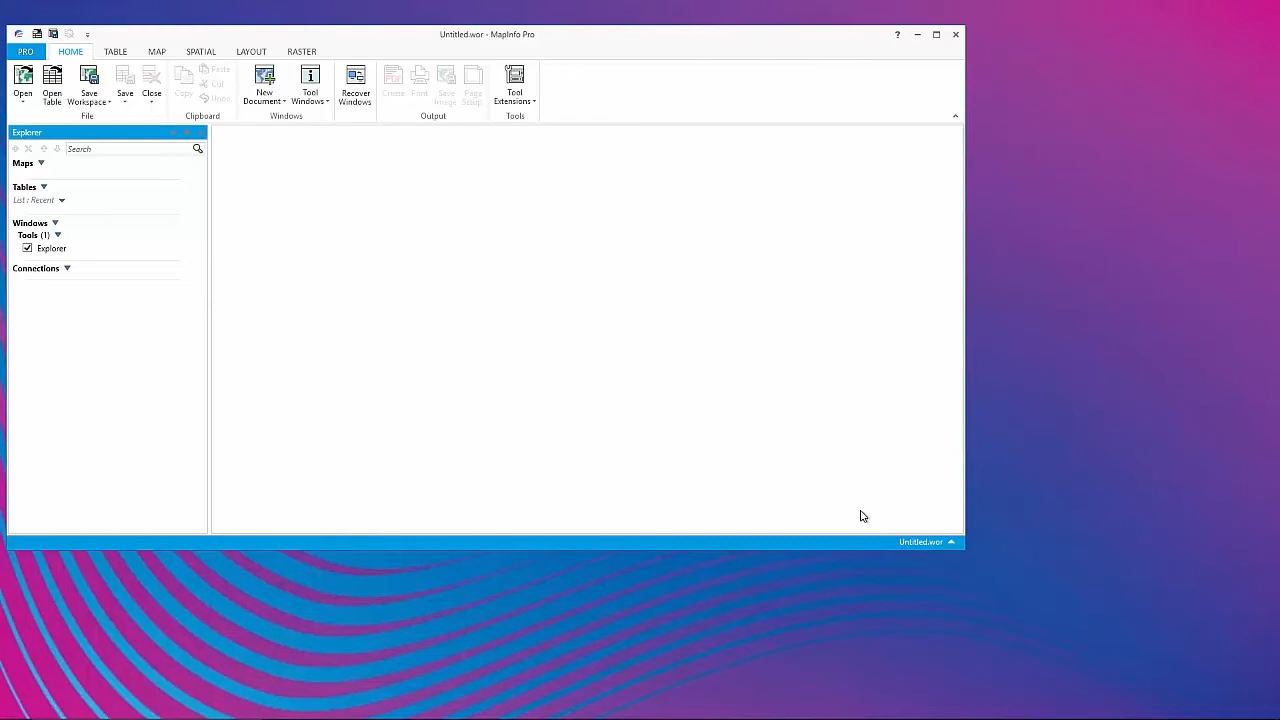 Untitled.wor - MapInfo Pro
?
PRO HOME TABLE MAP SPATIAL LAYOUT RASTER
Open
Open Table
Save Workspace
Save
Close
Copy
Paste
Cut
Undo
New Document
Tool Windows
Recover Windows
Create
Print
Save Image
Page Setup
Tool Extensions
File Clipboard Windows Output Tools
Explorer
Search
Maps
Tables
List : Recent
Windows
Tools (1)
Explorer
Connections
Untitled.wor